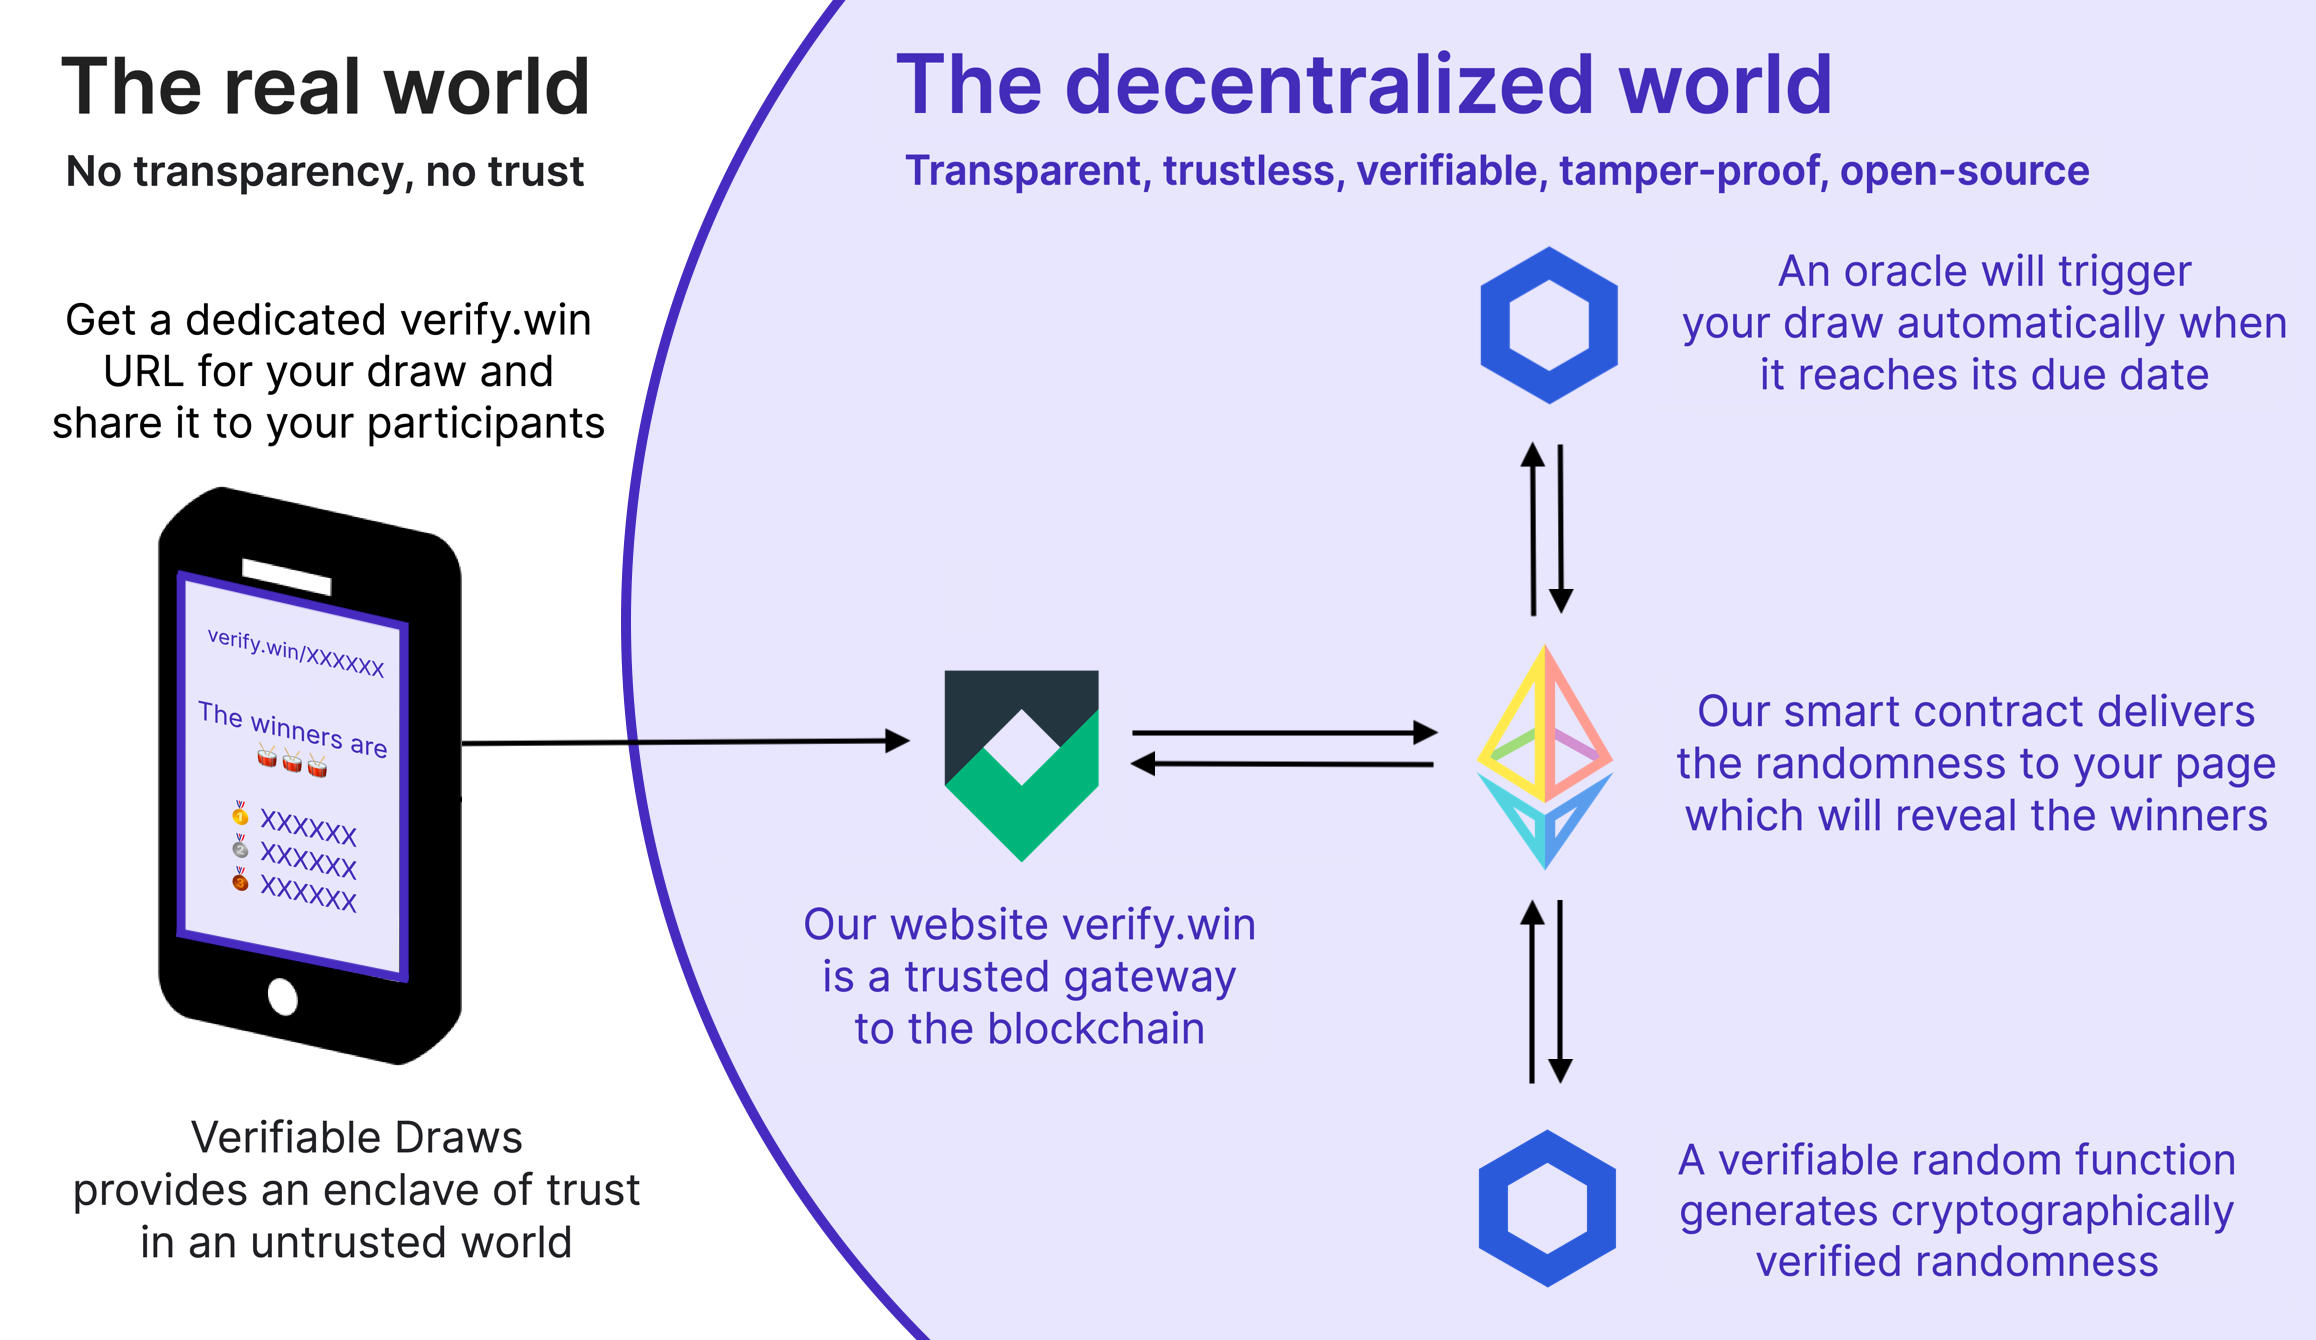 The real world
No transparency, no trust
Get a dedicated verify.win
URL for your draw and
share it to your participants
verify.win/XXXXXX
The winners are
1 XXXXXX
2 XXXXXX
3 XXXXXX
Verifiable Draws
provides an enclave of trust
in an untrusted world
The decentralized world
Transparent, trustless, verifiable, tamper-proof, open-source
An oracle will trigger
your draw automatically when
it reaches its due date
Our website verify.win
is a trusted gateway
to the blockchain
Our smart contract delivers
the randomness to your page
which will reveal the winners
A verifiable random function
generates cryptographically
verified randomness